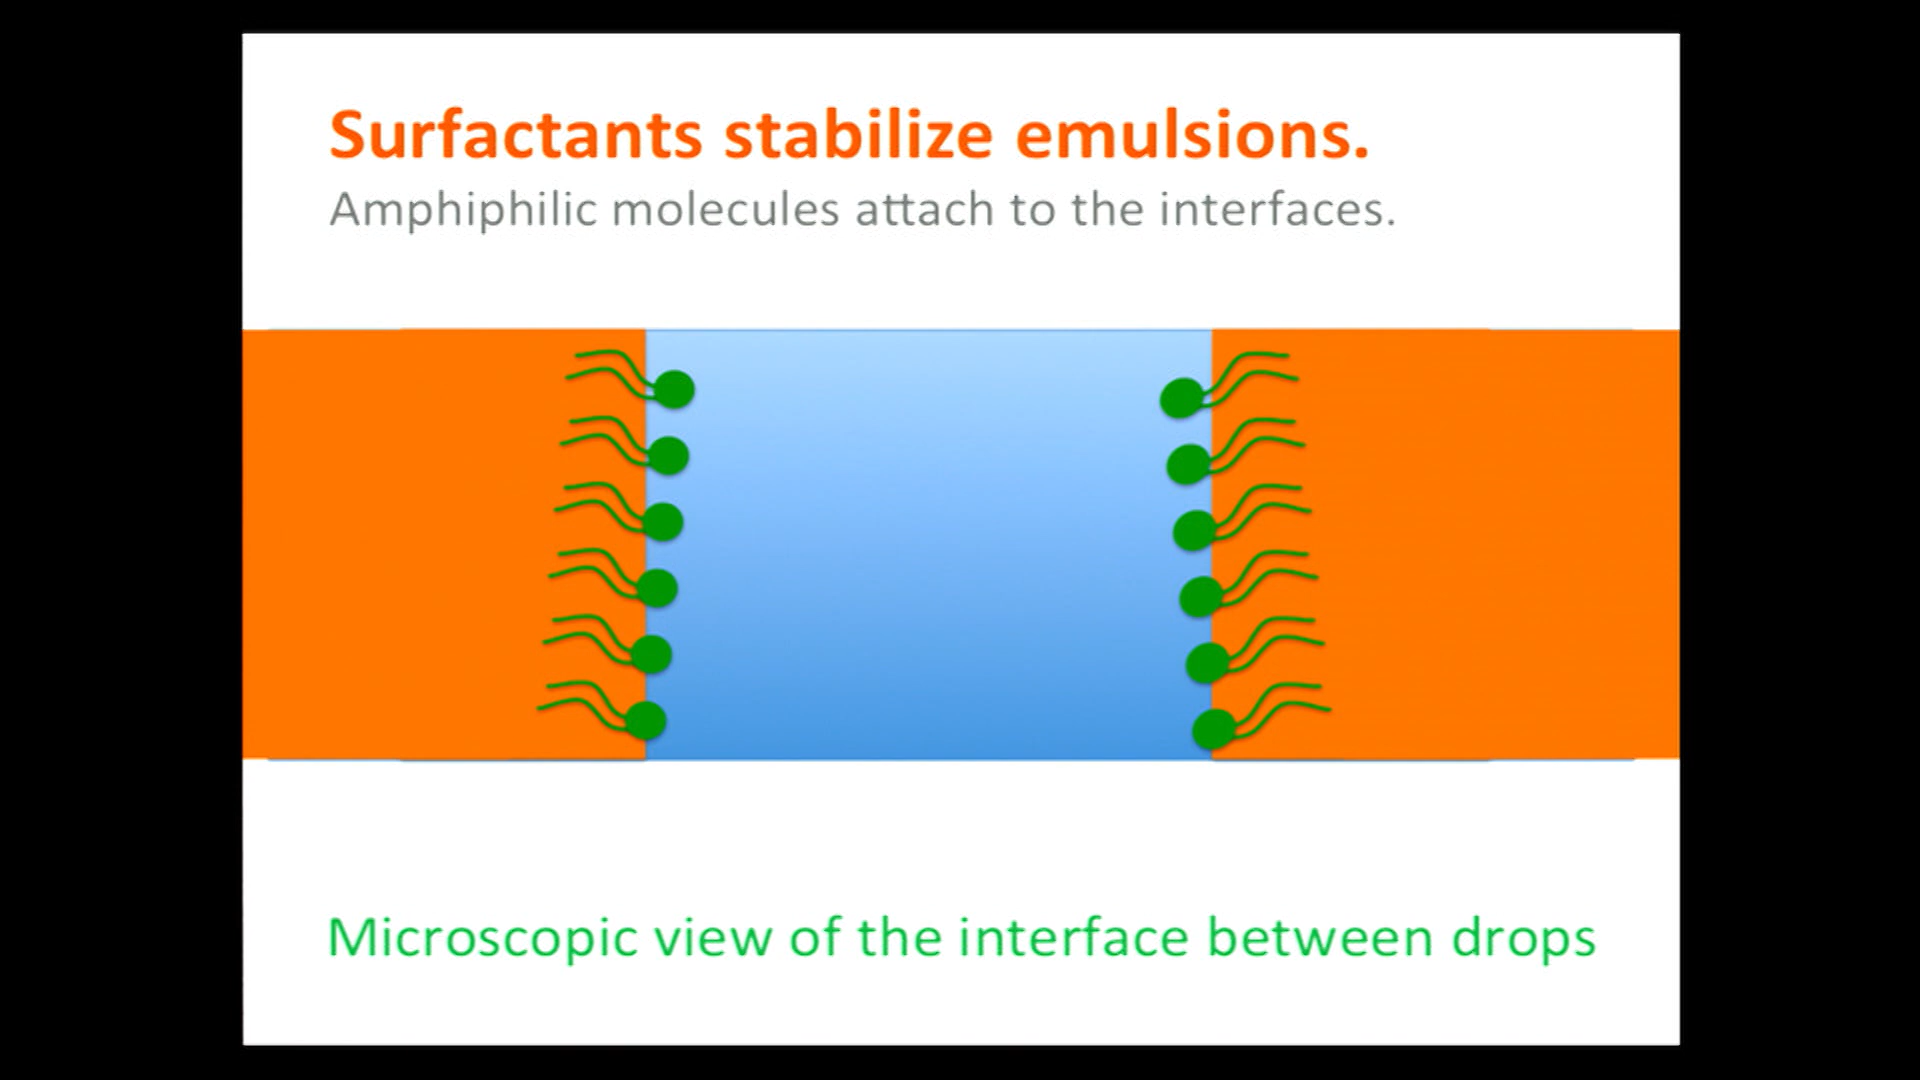 Surfactants stabilize emulsions.
Amphiphilic molecules attach to the interfaces.
Microscopic view of the interface between drops